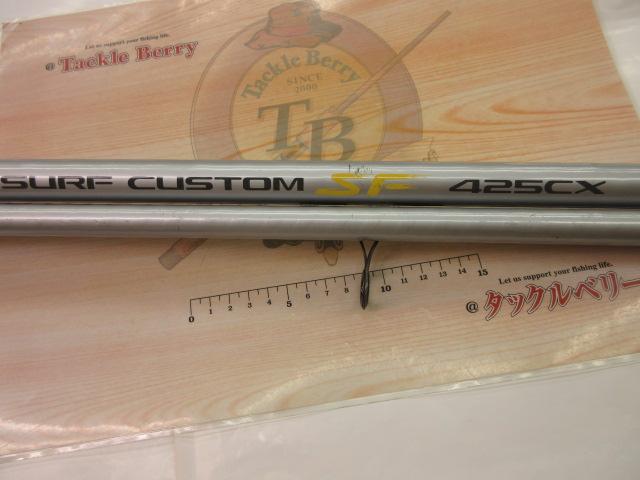 Let us support your fishing life.
@ Tackle Berry
Tackle Berry
SINCE
2000
TB
SURF CUSTOM SF 425CX
0 1 2 3 4 5 6 7 8 9 10 11 12 13 14 15
Let us support your fishing life.
@ タックルベリー